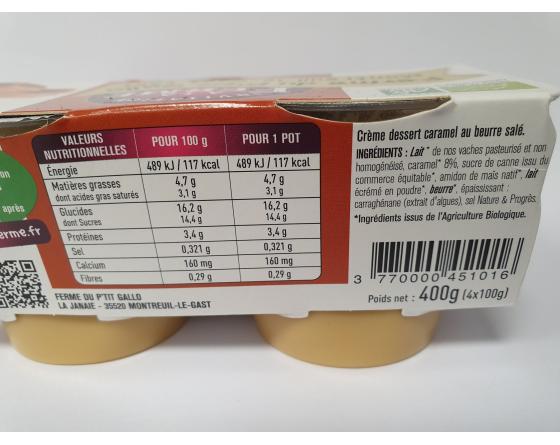 VALEURS NUTRITIONNELLES POUR 100 g POUR 1 POT
Énergie 489 kJ / 117 kcal 489 kJ / 117 kcal
Matières grasses 4,7 g 4,7 g
dont acides gras saturés 3,1 g 3,1 g
Glucides 16,2 g 16,2 g
dont Sucres 14,4 g 14,4 g
Protéines 3,4 g 3,4 g
Sel 0,321 g 0,321 g
Calcium 160 mg 160 mg
Fibres 0,29 g 0,29 g
FERME DU P'TIT GALLO
LA JANAIE - 35520 MONTREUIL-LE-GAST
après
erme.fr
Crème dessert caramel au beurre salé.
INGRÉDIENTS : Lait* de nos vaches pasteurisé et non
homogénéisé, caramel* 8%, sucre de canne issu du
commerce équitable*, amidon de maïs natif*, lait
écrémé en poudre*, beurre*, épaississant :
carraghénane (extrait d'algues), sel Nature & Progrès.
*Ingrédients issus de l'Agriculture Biologique.
3 770000 451016
Poids net : 400g (4x100g)